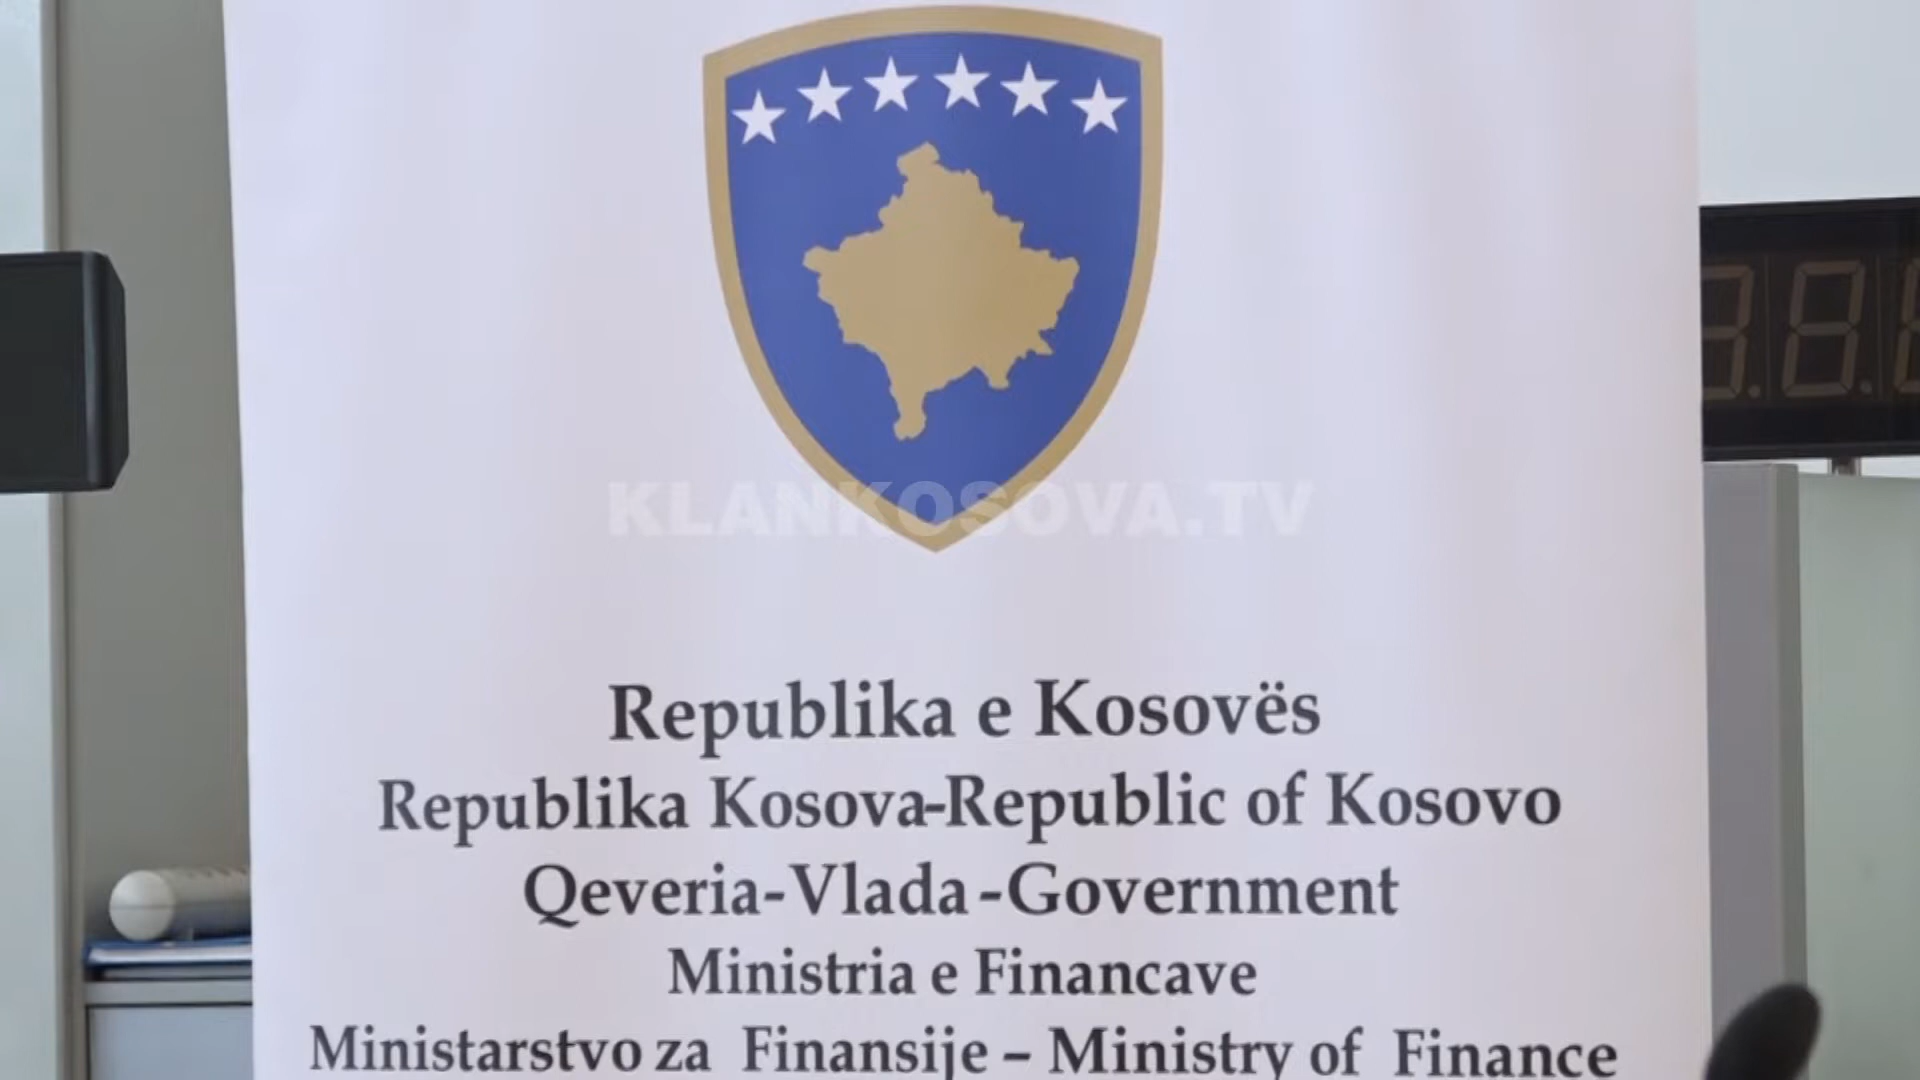 KLANKOSOVA.TV
Republika e Kosovës
Republika Kosova-Republic of Kosovo
Qeveria-Vlada-Government
Ministria e Financave
Ministarstvo za Finansije – Ministry of Finance